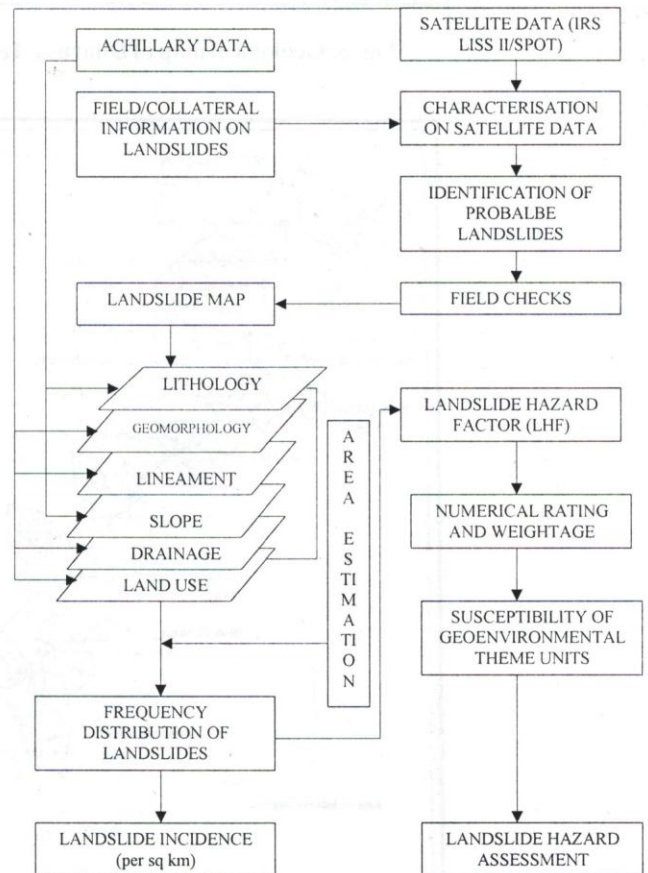 SATELLITE DATA (IRS
LISS II/SPOT)
ACHILLARY DATA
FIELD/COLLATERAL
INFORMATION ON
LANDSLIDES
CHARACTERISATION
ON SATELLITE DATA
IDENTIFICATION OF
PROBALBE
LANDSLIDES
LANDSLIDE MAP
FIELD CHECKS
LITHOLOGY
GEOMORPHOLOGY
LINEAMENT
SLOPE
DRAINAGE
LAND USE
AREA ESTIMATION
LANDSLIDE HAZARD
FACTOR (LHF)
NUMERICAL RATING
AND WEIGHTAGE
SUSCEPTIBILITY OF
GEOENVIRONMENTAL
THEME UNITS
FREQUENCY
DISTRIBUTION OF
LANDSLIDES
LANDSLIDE INCIDENCE
(per sq km)
LANDSLIDE HAZARD
ASSESSMENT